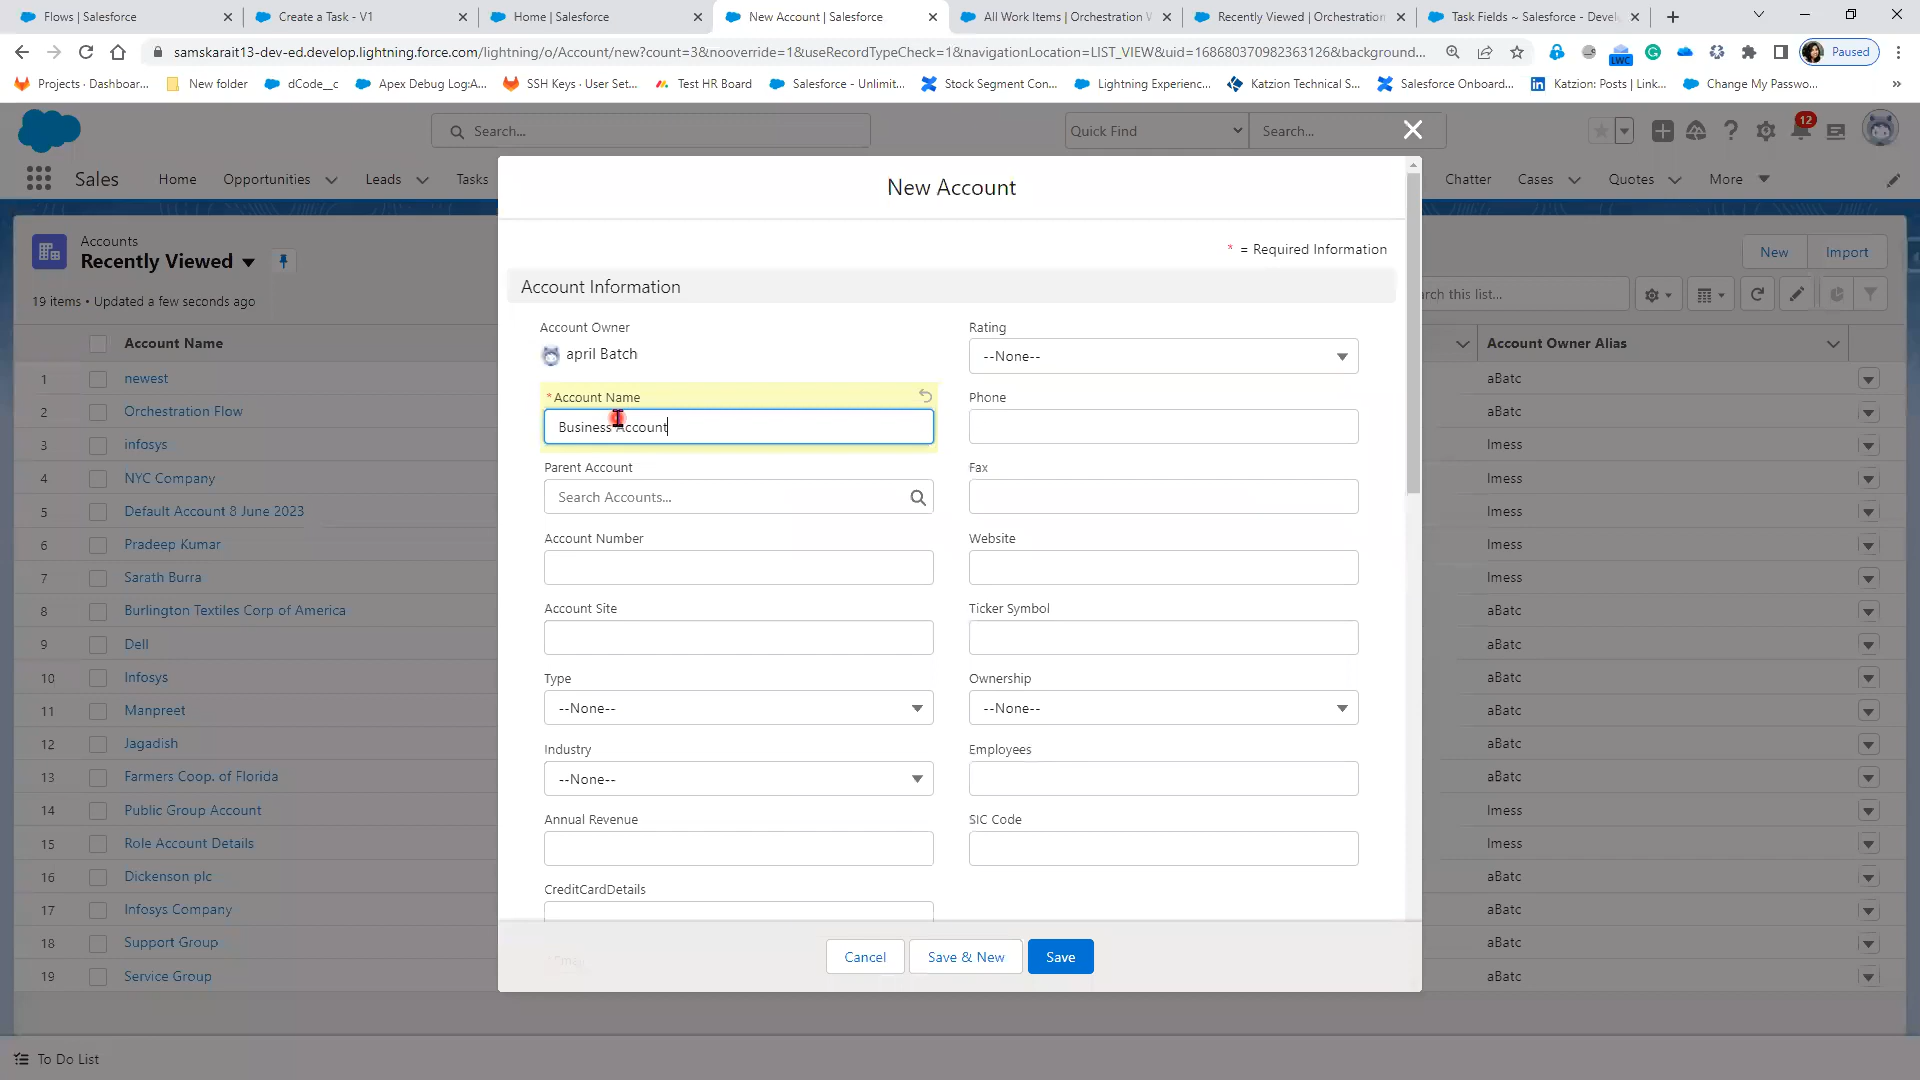 Flows | Salesforce
Create a Task - V1
Home | Salesforce
New Account | Salesforce
All Work Items | Orchestration W
Recently Viewed | Orchestration
Task Fields ~ Salesforce - Devel
samskarait13-dev-ed.develop.lightning.force.com/lightning/o/Account/new?count=3&nooverride=1&useRecordTypeCheck=1&navigationLocation=LIST_VIEW&uid=168680370982363126&background...
LWC
Paused
Projects · Dashboar...
New folder
dCode__c
Apex Debug Log:A...
SSH Keys · User Set...
Test HR Board
Salesforce - Unlimit...
Stock Segment Con...
Lightning Experienc...
Katzion Technical S...
Salesforce Onboard...
Katzion: Posts | Link...
Change My Passwo...
»
Search...
Quick Find
Search...
12
Sales
Home
Opportunities
Leads
Tasks
Chatter
Cases
Quotes
More
New Account
* = Required Information
Accounts
Recently Viewed
New
Import
19 items • Updated a few seconds ago
rch this list...
Account Information
Account Name
Account Owner Alias
1 newest aBatc
2 Orchestration Flow aBatc
3 infosys lmess
4 NYC Company lmess
5 Default Account 8 June 2023 lmess
6 Pradeep Kumar lmess
7 Sarath Burra lmess
8 Burlington Textiles Corp of America aBatc
9 Dell aBatc
10 Infosys aBatc
11 Manpreet aBatc
12 Jagadish aBatc
13 Farmers Coop. of Florida aBatc
14 Public Group Account lmess
15 Role Account Details lmess
16 Dickenson plc aBatc
17 Infosys Company aBatc
18 Support Group aBatc
19 Service Group aBatc
Account Owner
april Batch
Rating
--None--
*Account Name
Business Account
Phone
Parent Account
Search Accounts...
Fax
Account Number
Website
Account Site
Ticker Symbol
Type
--None--
Ownership
--None--
Industry
--None--
Employees
Annual Revenue
SIC Code
CreditCardDetails
Cancel
Save & New
Save
To Do List